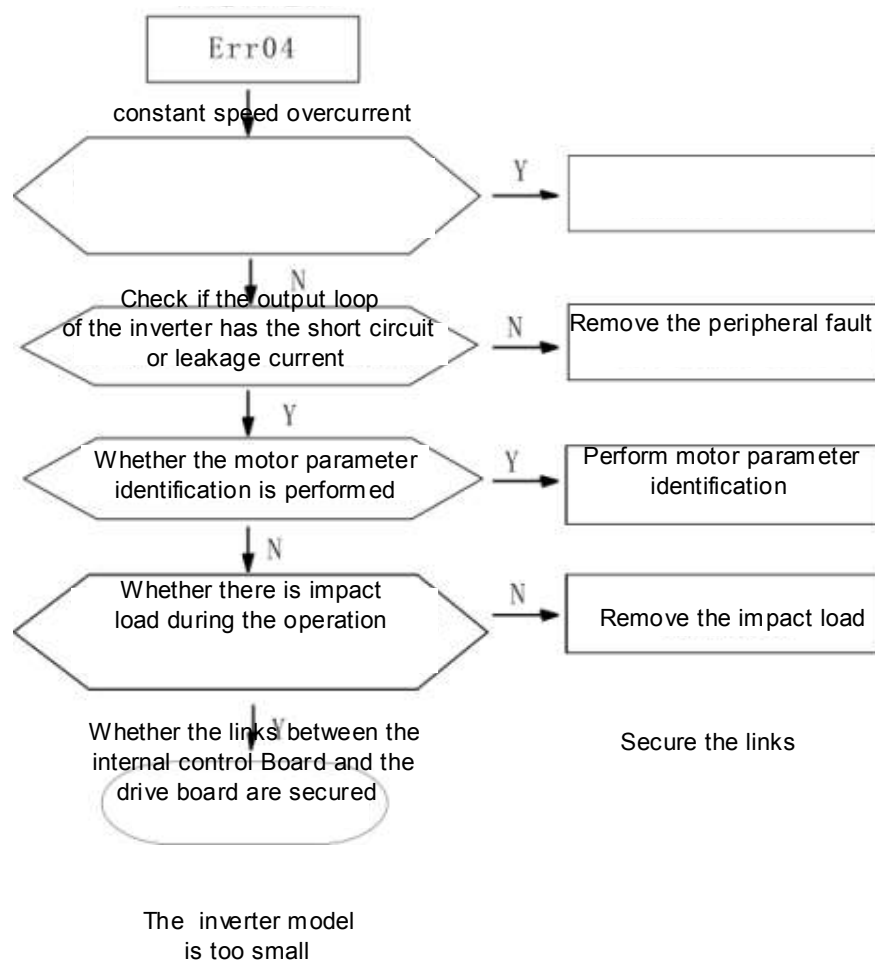 Err04
constant speed overcurrent
Y
N
Check if the output loop
of the inverter has the short circuit
or leakage current
N
Remove the peripheral fault
Y
Whether the motor parameter
identification is performed
Y
Perform motor parameter
identification
N
Whether there is impact
load during the operation
N
Remove the impact load
Y
Whether the links between the
internal control Board and the
drive board are secured
Secure the links
The inverter model
is too small